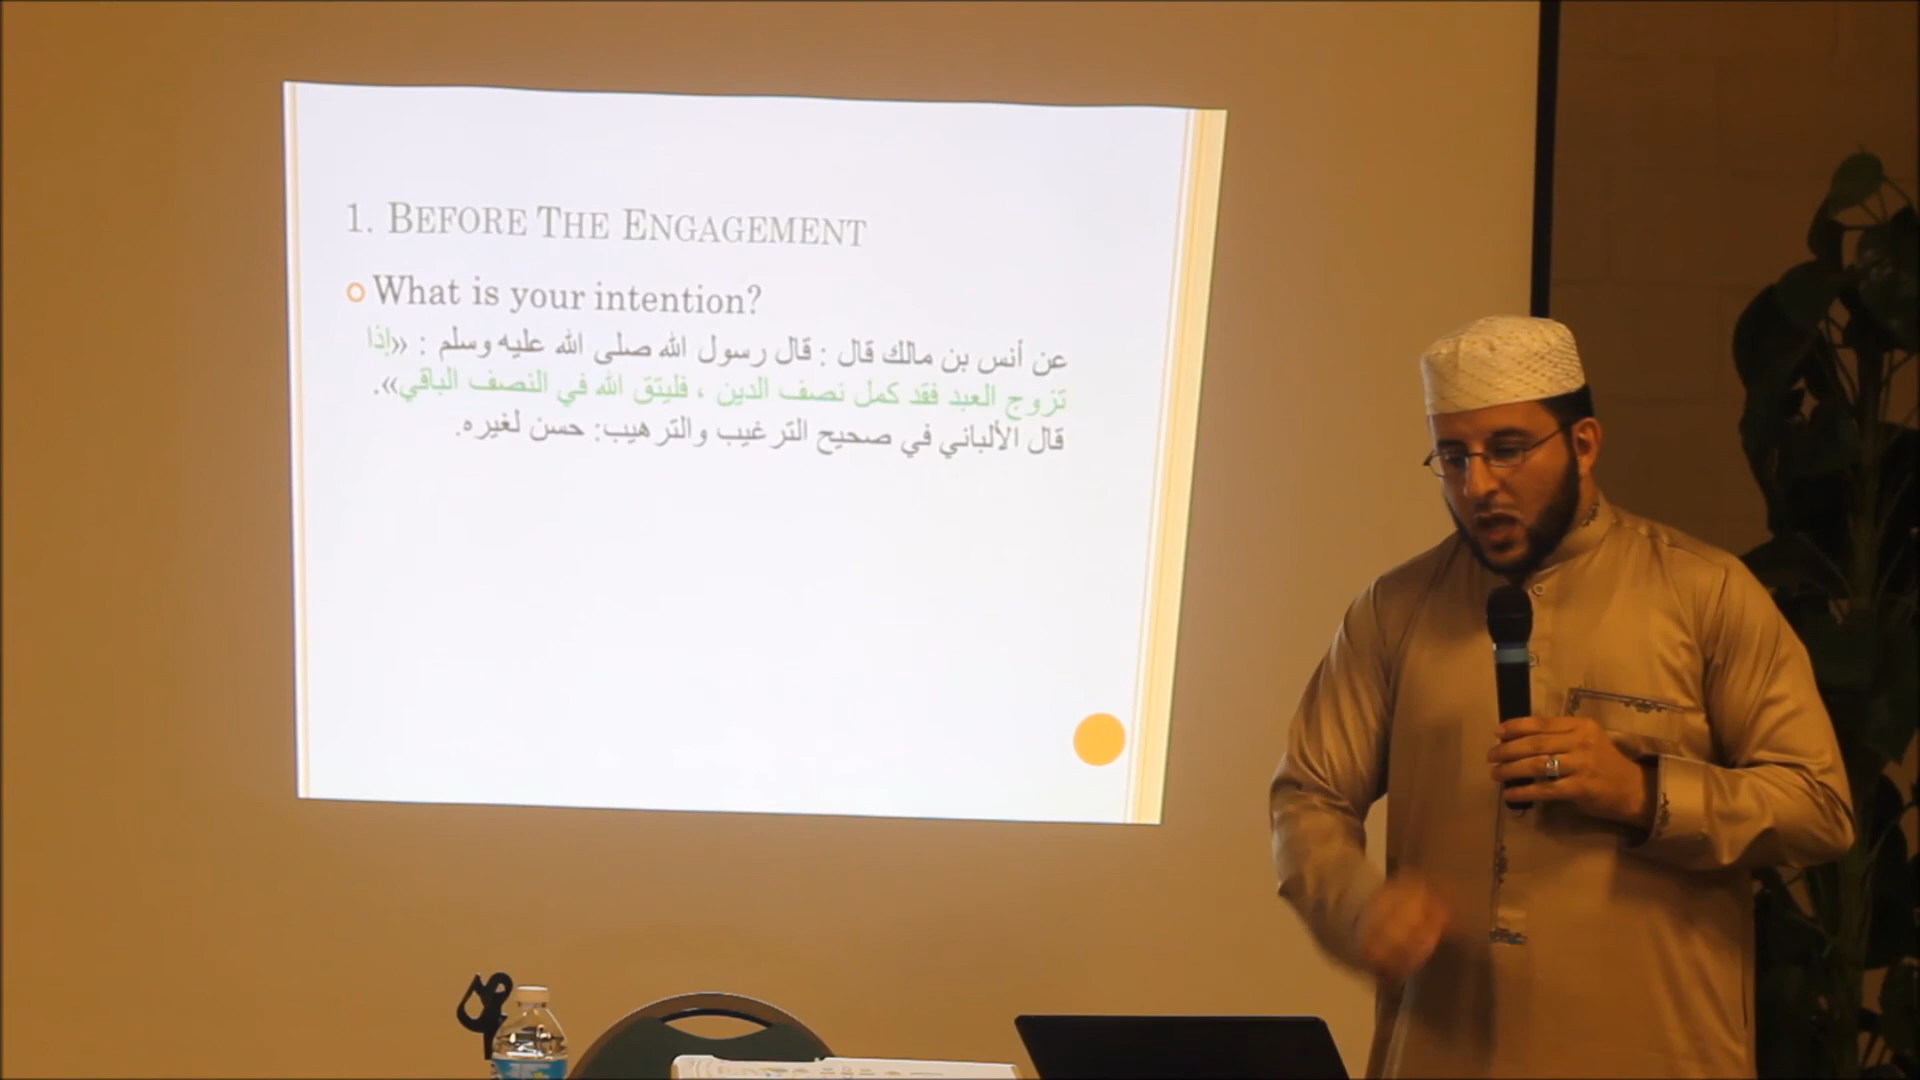 1. BEFORE THE ENGAGEMENT
What is your intention?
عن أنس بن مالك قال : قال رسول الله صلى الله عليه وسلم : «إذا
تزوج العبد فقد كمل نصف الدين ، فليتق الله في النصف الباقي».
قال الألباني في صحيح الترغيب والترهيب: حسن لغيره.